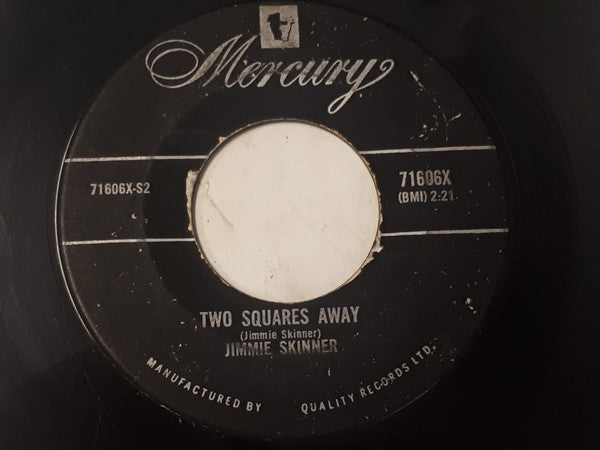 Mercury
71606X-S2
71606X
(BMI) 2:21
TWO SQUARES AWAY
(Jimmie Skinner)
JIMMIE SKINNER
MANUFACTURED BY QUALITY RECORDS LTD.